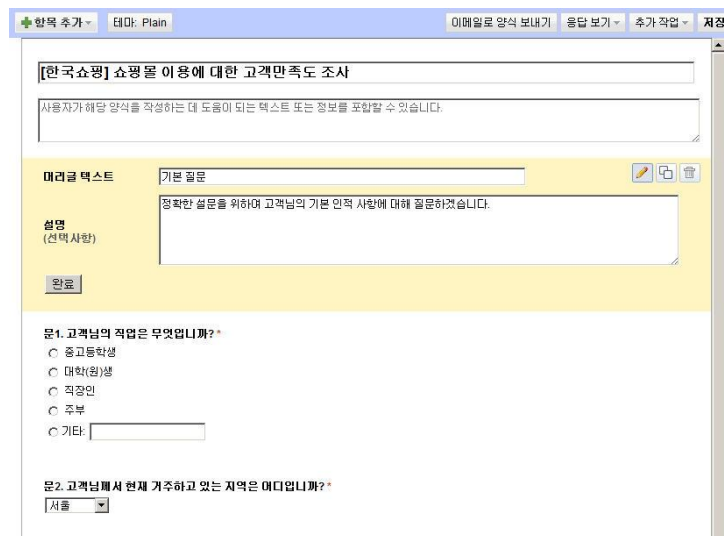 항목 추가 테마: Plain 이메일로 양식 보내기 응답 보기 추가 작업 저장
[한국쇼핑] 쇼핑몰 이용에 대한 고객만족도 조사
사용자가 해당 양식을 작성하는 데 도움이 되는 텍스트 또는 정보를 포함할 수 있습니다.
머리글 텍스트 기본 질문
설명
(선택사항)
정확한 설문을 위하여 고객님의 기본 인적 사항에 대해 질문하겠습니다.
완료
문1. 고객님의 직업은 무엇입니까? *
중고등학생
대학(원)생
직장인
주부
기타:
문2. 고객님께서 현재 거주하고 있는 지역은 어디입니까? *
서울